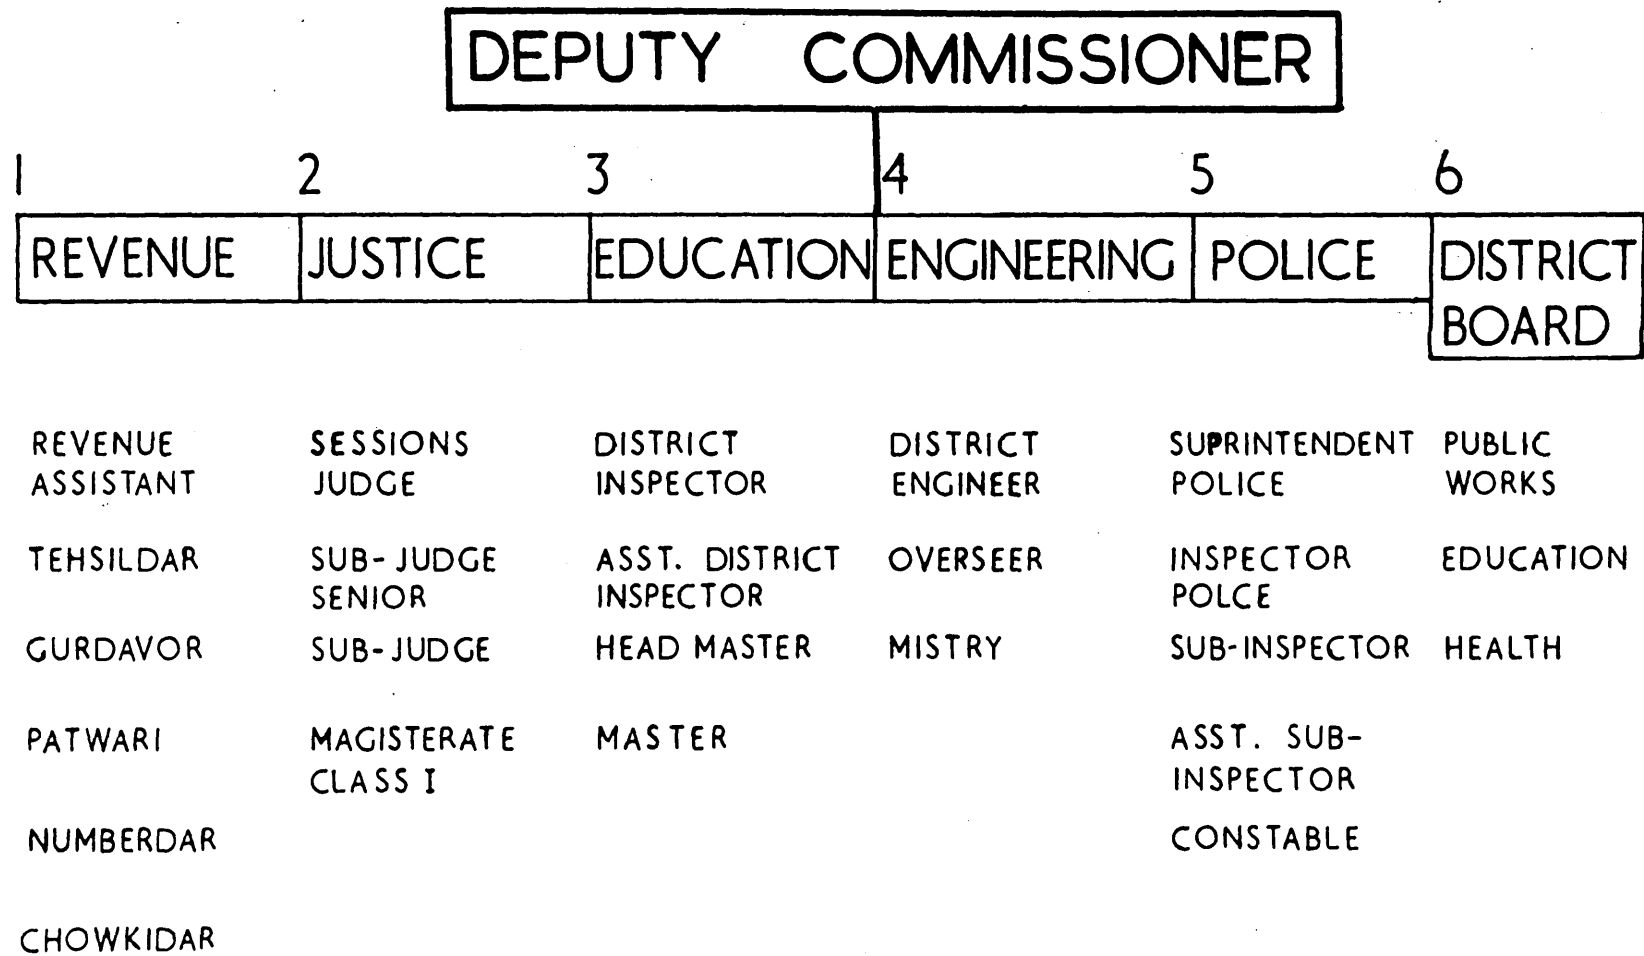 DEPUTY COMMISSIONER
1 2 3 4 5 6
REVENUE JUSTICE EDUCATION ENGINEERING POLICE DISTRICT
BOARD
REVENUE SESSIONS DISTRICT DISTRICT SUPRINTENDENT PUBLIC
ASSISTANT JUDGE INSPECTOR ENGINEER POLICE WORKS
TEHSILDAR SUB-JUDGE ASST. DISTRICT OVERSEER INSPECTOR EDUCATION
SENIOR INSPECTOR POLCE
GURDAVOR SUB-JUDGE HEAD MASTER MISTRY SUB-INSPECTOR HEALTH
PATWARI MAGISTERATE MASTER ASST. SUB-
CLASS I INSPECTOR
NUMBERDAR CONSTABLE
CHOWKIDAR